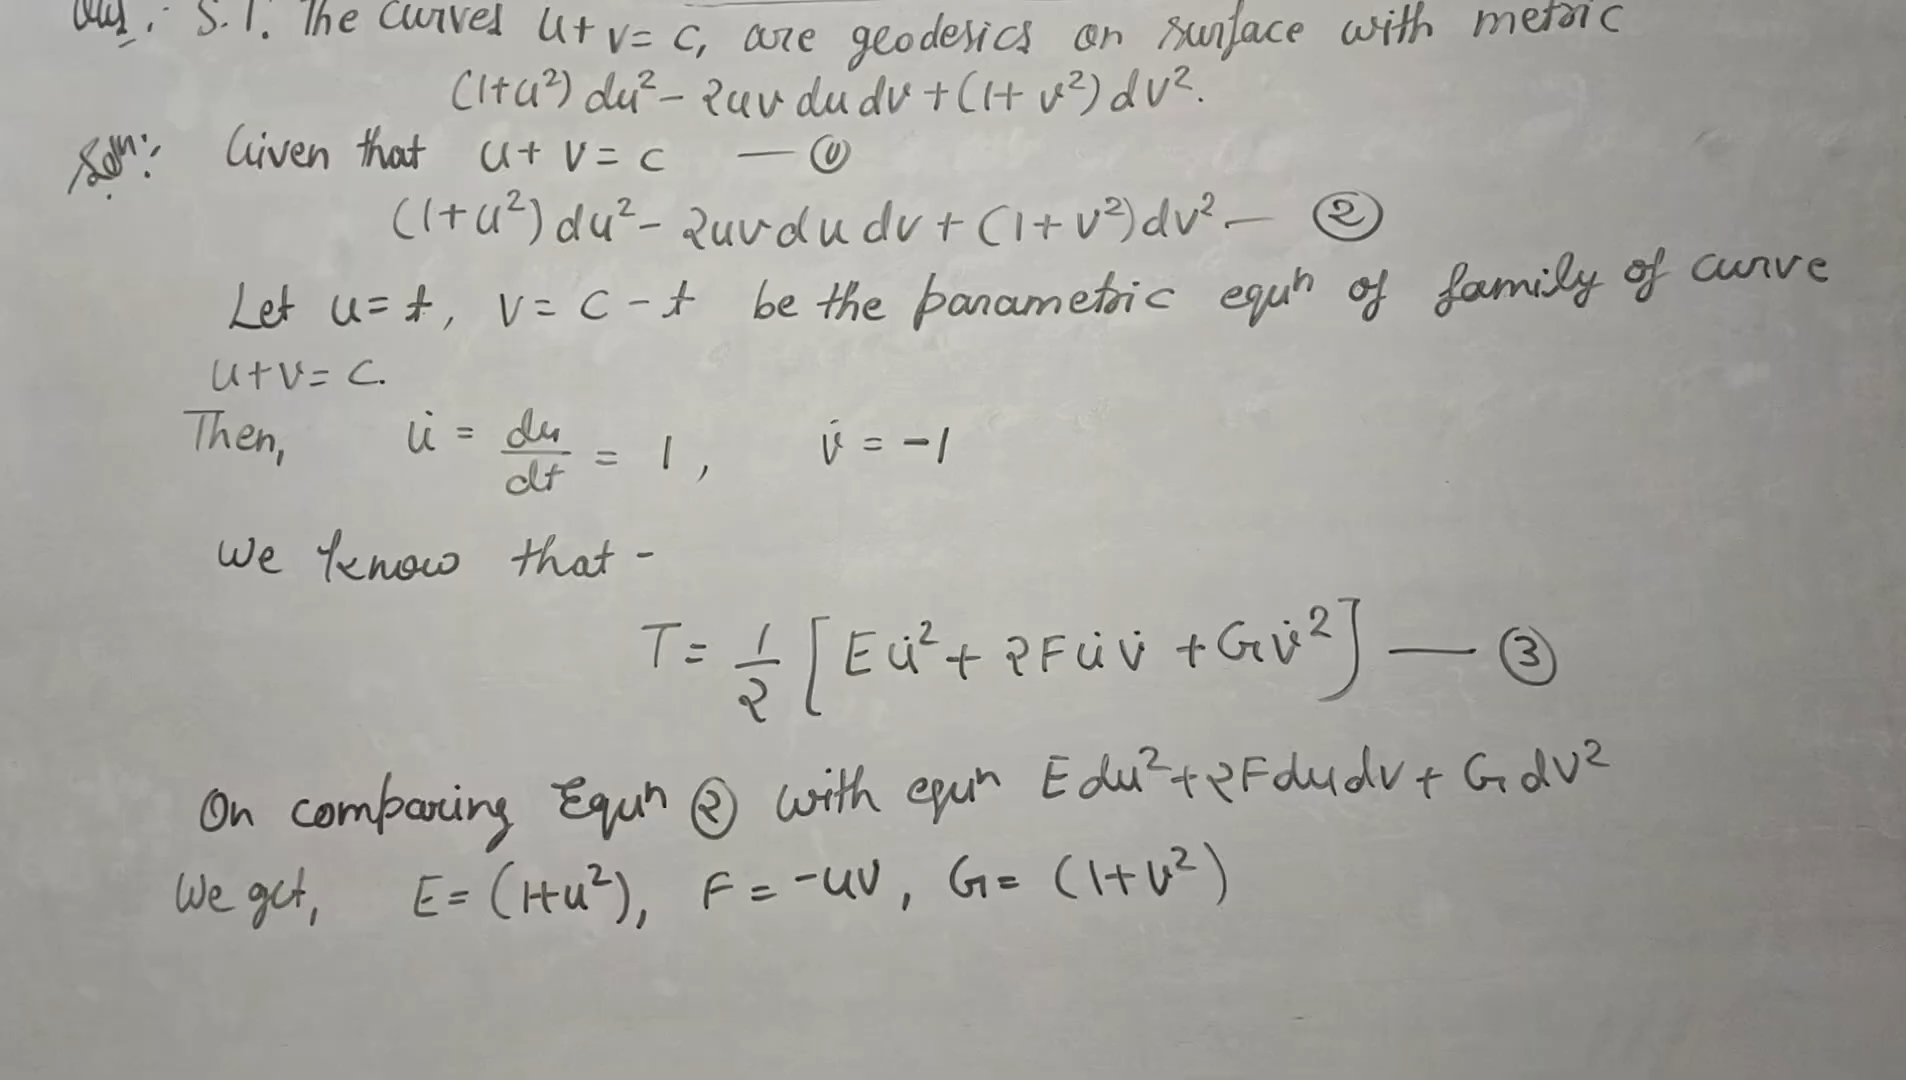 Ques:- S.T. The curves u+v=c, are geodesics on surface with metric
(1+u²) du² - 2uv du dv + (1+ v²) dv².
Soln: Given that u+v=c — ①
(1+u²) du² - 2uv du dv + (1+v²) dv² — ②
Let u=t, v=c-t be the parametric equⁿ of family of curve
u+v=c.
Then, u̇ = du/dt = 1, v̇ = -1
We know that -
T = 1/2 [Eu̇² + 2Fu̇v̇ + Gv̇²] — ③
On comparing Equⁿ ② with equⁿ Edu²+2Fdudv+Gdv²
We get, E=(1+u²), F=-uv, G=(1+v²)